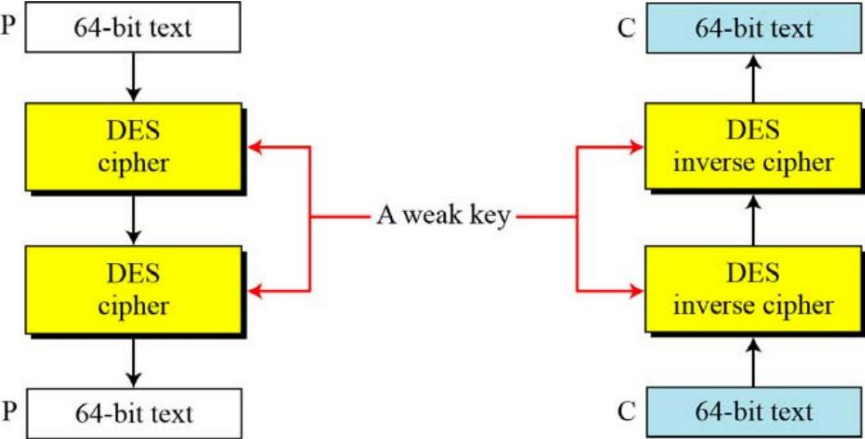 P 64-bit text
DES
cipher
DES
cipher
P 64-bit text
A weak key
C 64-bit text
DES
inverse cipher
DES
inverse cipher
C 64-bit text